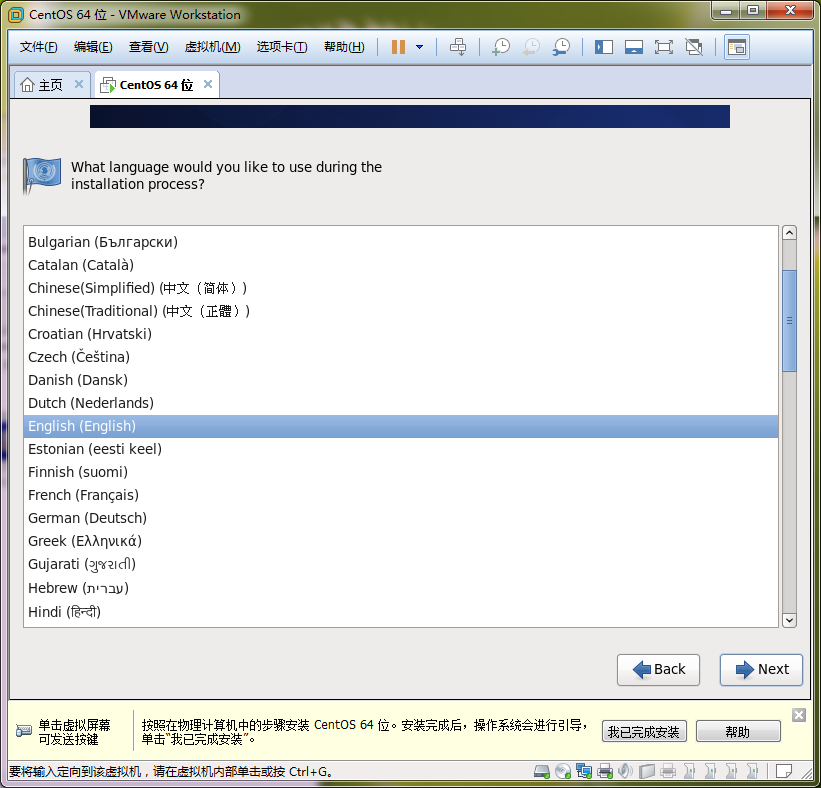 CentOS 64 位 - VMware Workstation
文件(F) 编辑(E) 查看(V) 虚拟机(M) 选项卡(T) 帮助(H)
主页 CentOS 64 位
What language would you like to use during the
installation process?
Bulgarian (Български)
Catalan (Català)
Chinese(Simplified) (中文（简体）)
Chinese(Traditional) (中文（正體）)
Croatian (Hrvatski)
Czech (Čeština)
Danish (Dansk)
Dutch (Nederlands)
English (English)
Estonian (eesti keel)
Finnish (suomi)
French (Français)
German (Deutsch)
Greek (Ελληνικά)
Gujarati (ગુજરાતી)
Hebrew (עברית)
Hindi (हिन्दी)
Back Next
单击虚拟屏幕
可发送按键
按照在物理计算机中的步骤安装 CentOS 64 位。安装完成后，操作系统会进行引导，
单击“我已完成安装”。
我已完成安装 帮助
要将输入定向到该虚拟机，请在虚拟机内部单击或按 Ctrl+G。